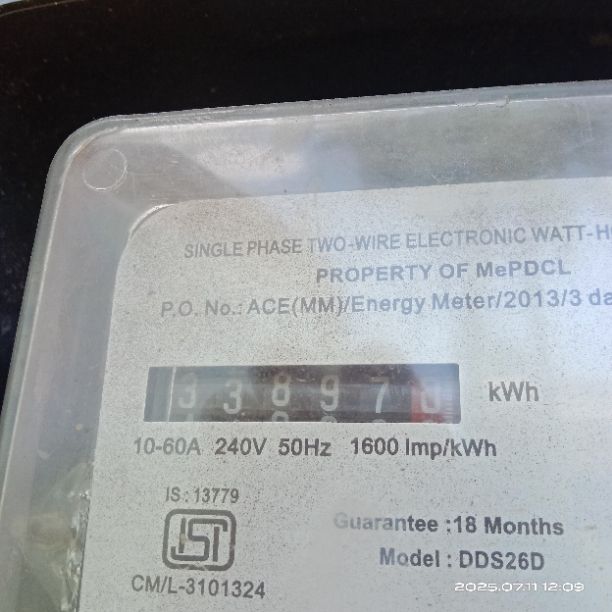 SINGLE PHASE TWO-WIRE ELECTRONIC WATT-H
PROPERTY OF MePDCL
P.O. No.: ACE(MM)/Energy Meter/2013/3 da
3 3 8 9 7
kWh
10-60A 240V 50Hz 1600 Imp/kWh
IS : 13779
ISI
CM/L-3101324
Guarantee :18 Months
Model : DDS26D
2025.07.11 12:09